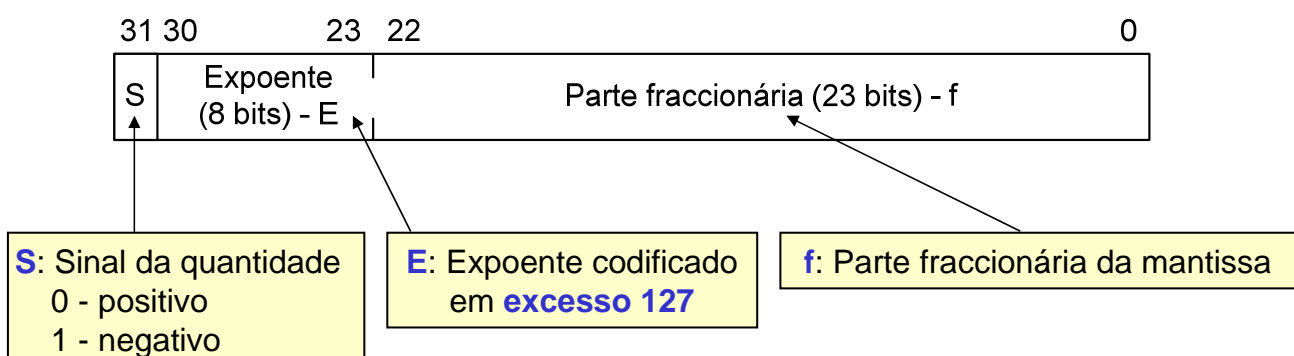 31 30 23 22 0
S
Expoente
(8 bits) - E
Parte fraccionária (23 bits) - f
S: Sinal da quantidade
0 - positivo
1 - negativo
E: Expoente codificado
em excesso 127
f: Parte fraccionária da mantissa